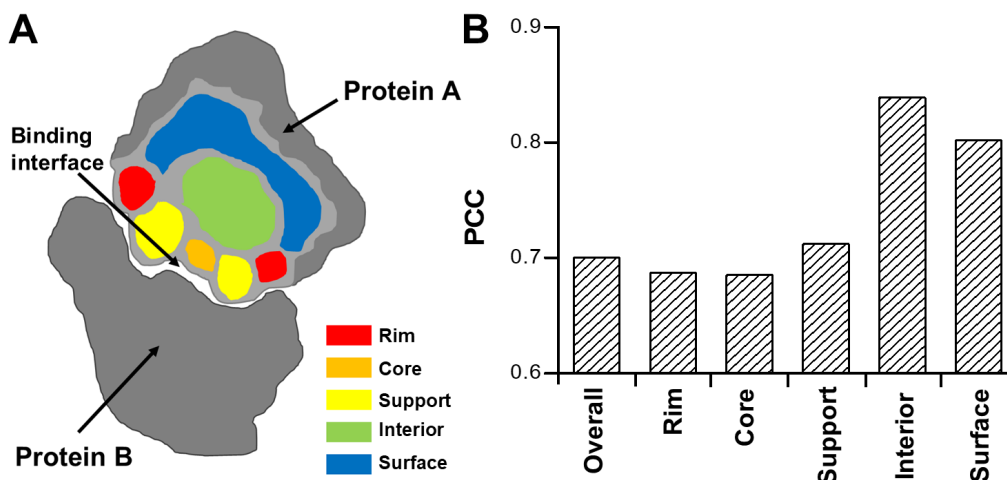 A
Protein A
Binding
interface
Rim
Core
Support
Interior
Surface
Protein B
B
PCC
0.9
0.8
0.7
0.6
Overall
Rim
Core
Support
Interior
Surface